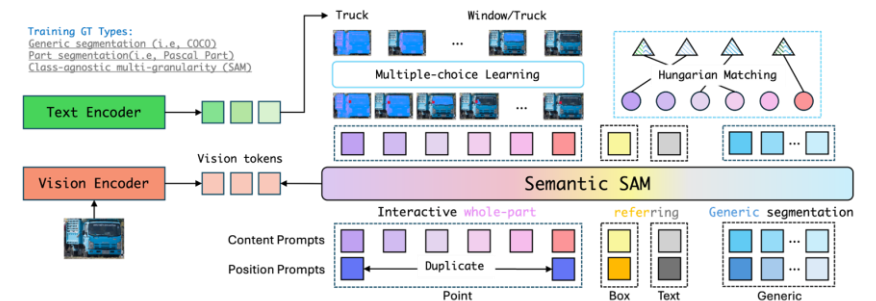 Training GT Types:
Generic segmentation (i.e, COCO)
Part segmentation(i.e, Pascal Part)
Class-agnostic multi-granularity (SAM)
Truck
Window/Truck
...
Multiple-choice Learning
Hungarian Matching
Text Encoder
...
Vision tokens
...
Vision Encoder
Semantic SAM
Interactive whole-part
referring
Generic segmentation
Content Prompts
...
Position Prompts
Duplicate
...
Point
Box
Text
Generic